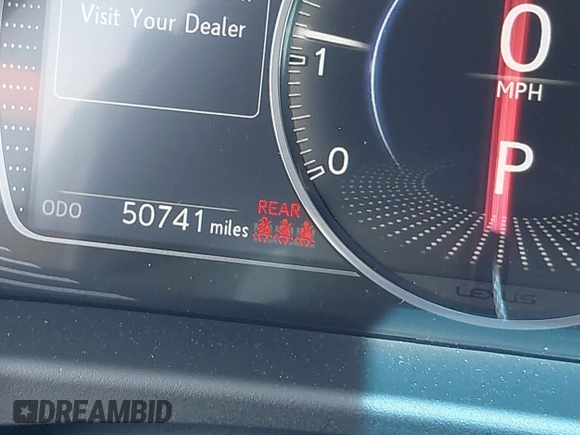 Visit Your Dealer
0
MPH
1
P
0
ODO 50741 miles
REAR
LEXUS
DREAMBID